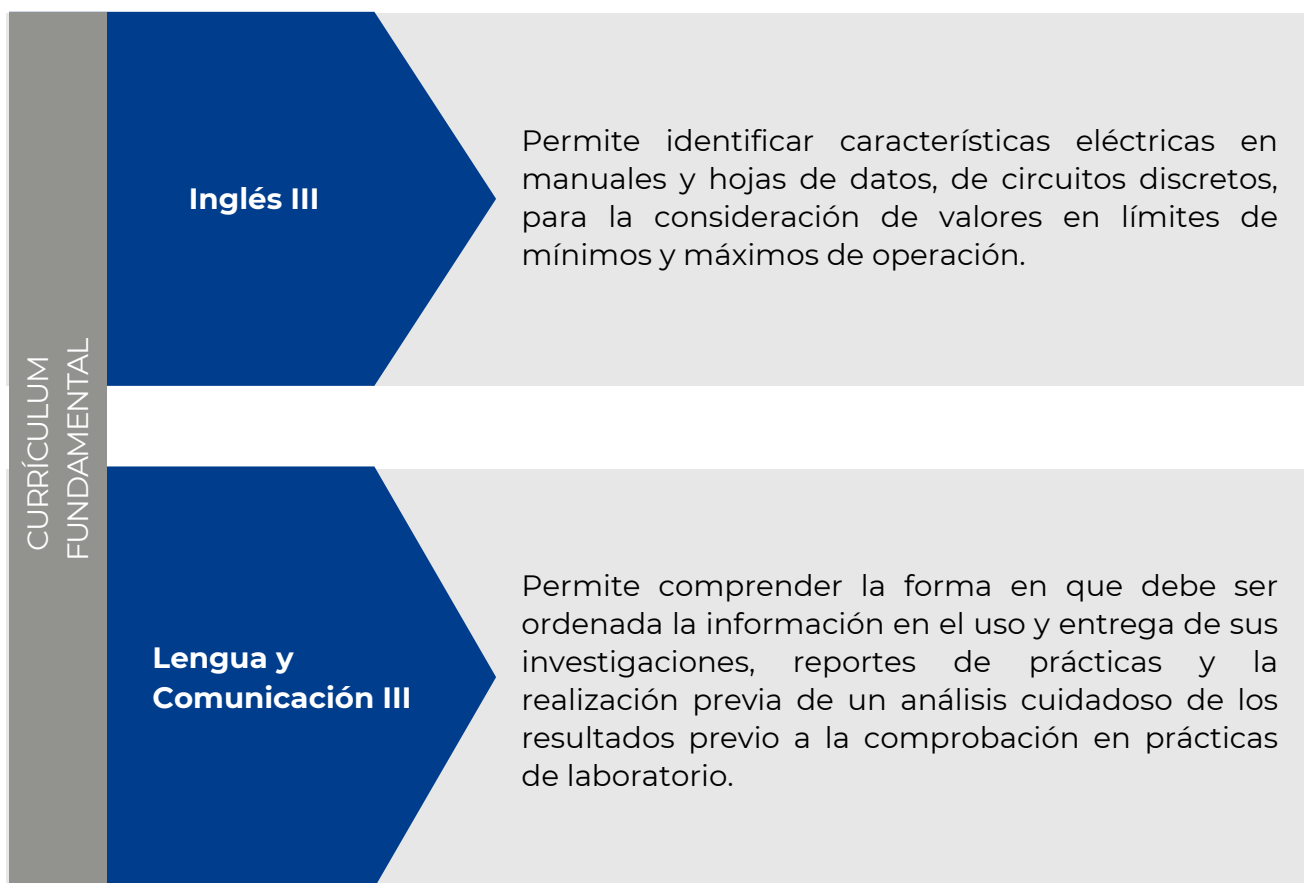 CURRÍCULUM
FUNDAMENTAL
Inglés III
Permite identificar características eléctricas en
manuales y hojas de datos, de circuitos discretos,
para la consideración de valores en límites de
mínimos y máximos de operación.
Lengua y
Comunicación III
Permite comprender la forma en que debe ser
ordenada la información en el uso y entrega de sus
investigaciones, reportes de prácticas y la
realización previa de un análisis cuidadoso de los
resultados previo a la comprobación en prácticas
de laboratorio.